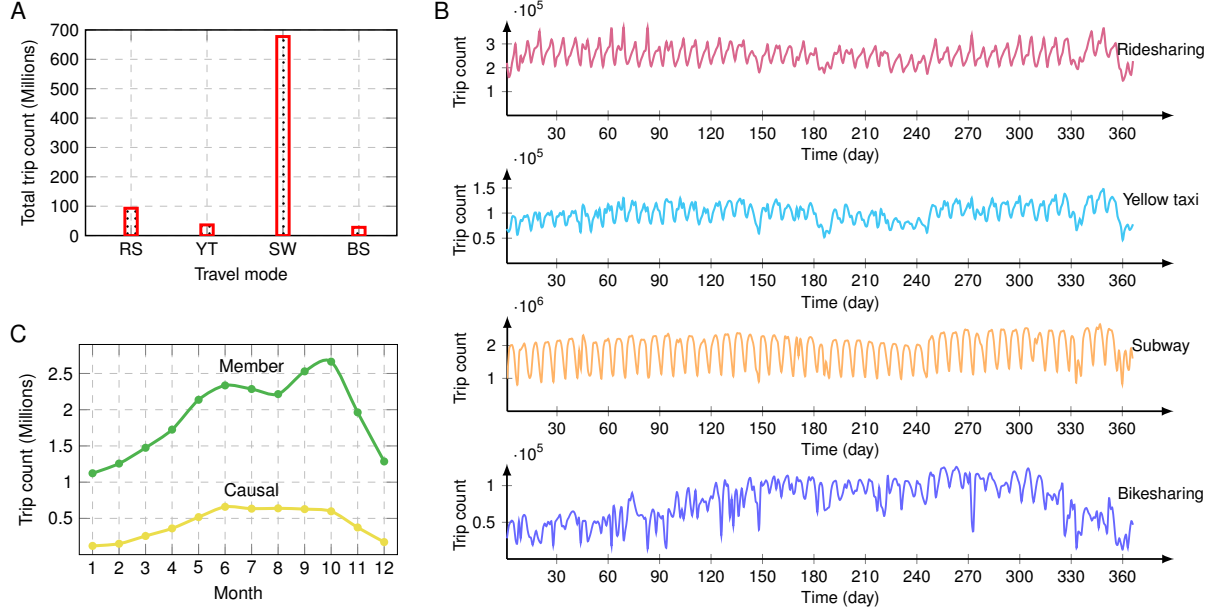 A
700
600
500
400
300
200
100
0
Total trip count (Millions)
RS YT SW BS
Travel mode
B
·10^5
3
2
1
Trip count
Ridesharing
30 60 90 120 150 180 210 240 270 300 330 360
Time (day)
·10^5
1.5
1
0.5
Trip count
Yellow taxi
30 60 90 120 150 180 210 240 270 300 330 360
Time (day)
·10^6
2
1
Trip count
Subway
30 60 90 120 150 180 210 240 270 300 330 360
Time (day)
·10^5
1
0.5
Trip count
Bikesharing
30 60 90 120 150 180 210 240 270 300 330 360
Time (day)
C
2.5
2
1.5
1
0.5
Trip count (Millions)
Member
Causal
1 2 3 4 5 6 7 8 9 10 11 12
Month